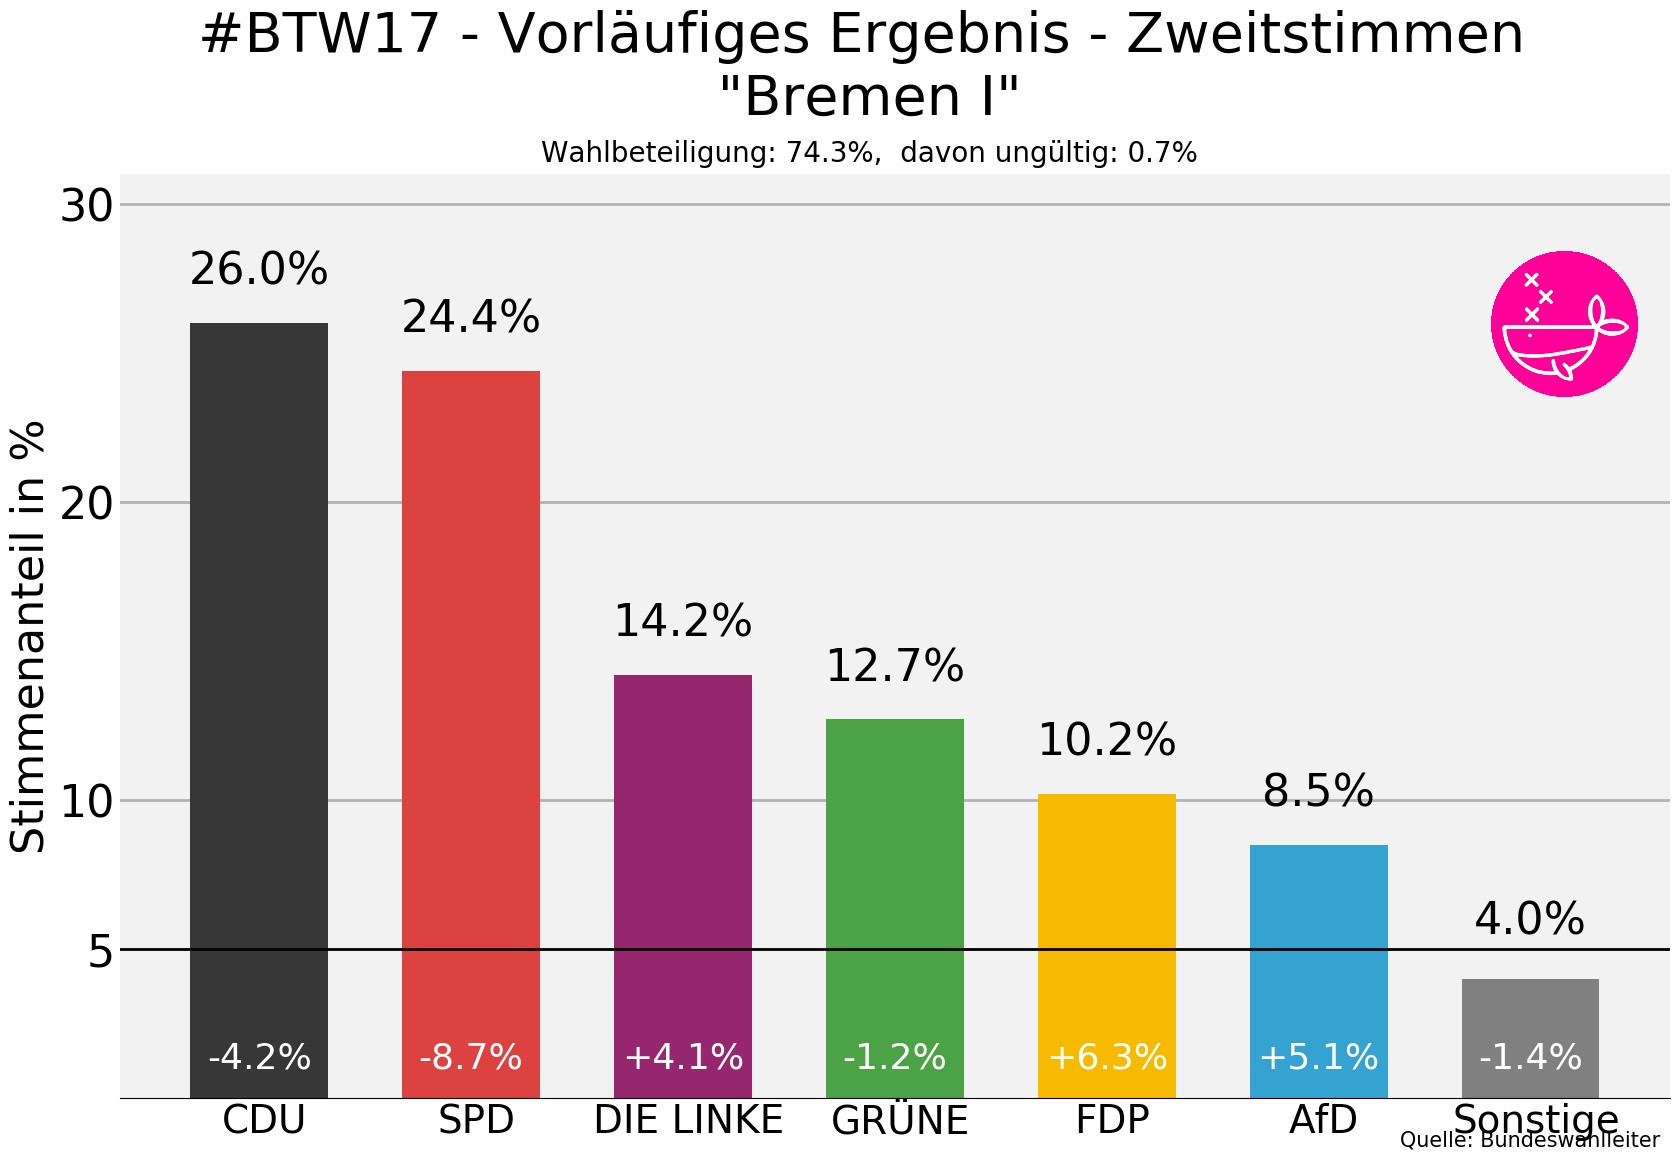 #BTW17 - Vorläufiges Ergebnis - Zweitstimmen
"Bremen I"
Wahlbeteiligung: 74.3%,  davon ungültig: 0.7%
Stimmenanteil in %
30
20
10
5
26.0%
24.4%
14.2%
12.7%
10.2%
8.5%
4.0%
-4.2%
-8.7%
+4.1%
-1.2%
+6.3%
+5.1%
-1.4%
CDU
SPD
DIE LINKE
GRÜNE
FDP
AfD
Sonstige
Quelle: Bundeswahlleiter